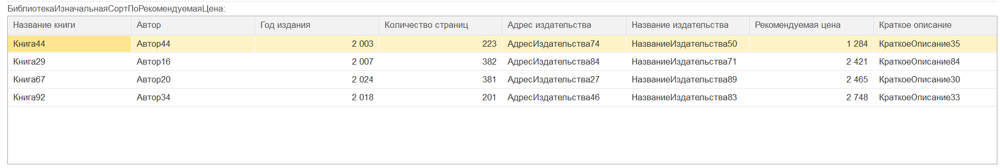 БиблиотекаИзначальнаяСортПоРекомендуемаяЦена:
Название книги Автор Год издания Количество страниц Адрес издательства Название издательства Рекомендуемая цена Краткое описание
Книга44 Автор44 2 003 223 АдресИздательства74 НазваниеИздательства50 1 284 КраткоеОписание35
Книга29 Автор16 2 007 382 АдресИздательства84 НазваниеИздательства71 2 421 КраткоеОписание84
Книга67 Автор20 2 024 381 АдресИздательства27 НазваниеИздательства89 2 465 КраткоеОписание30
Книга92 Автор34 2 018 201 АдресИздательства46 НазваниеИздательства83 2 748 КраткоеОписание33